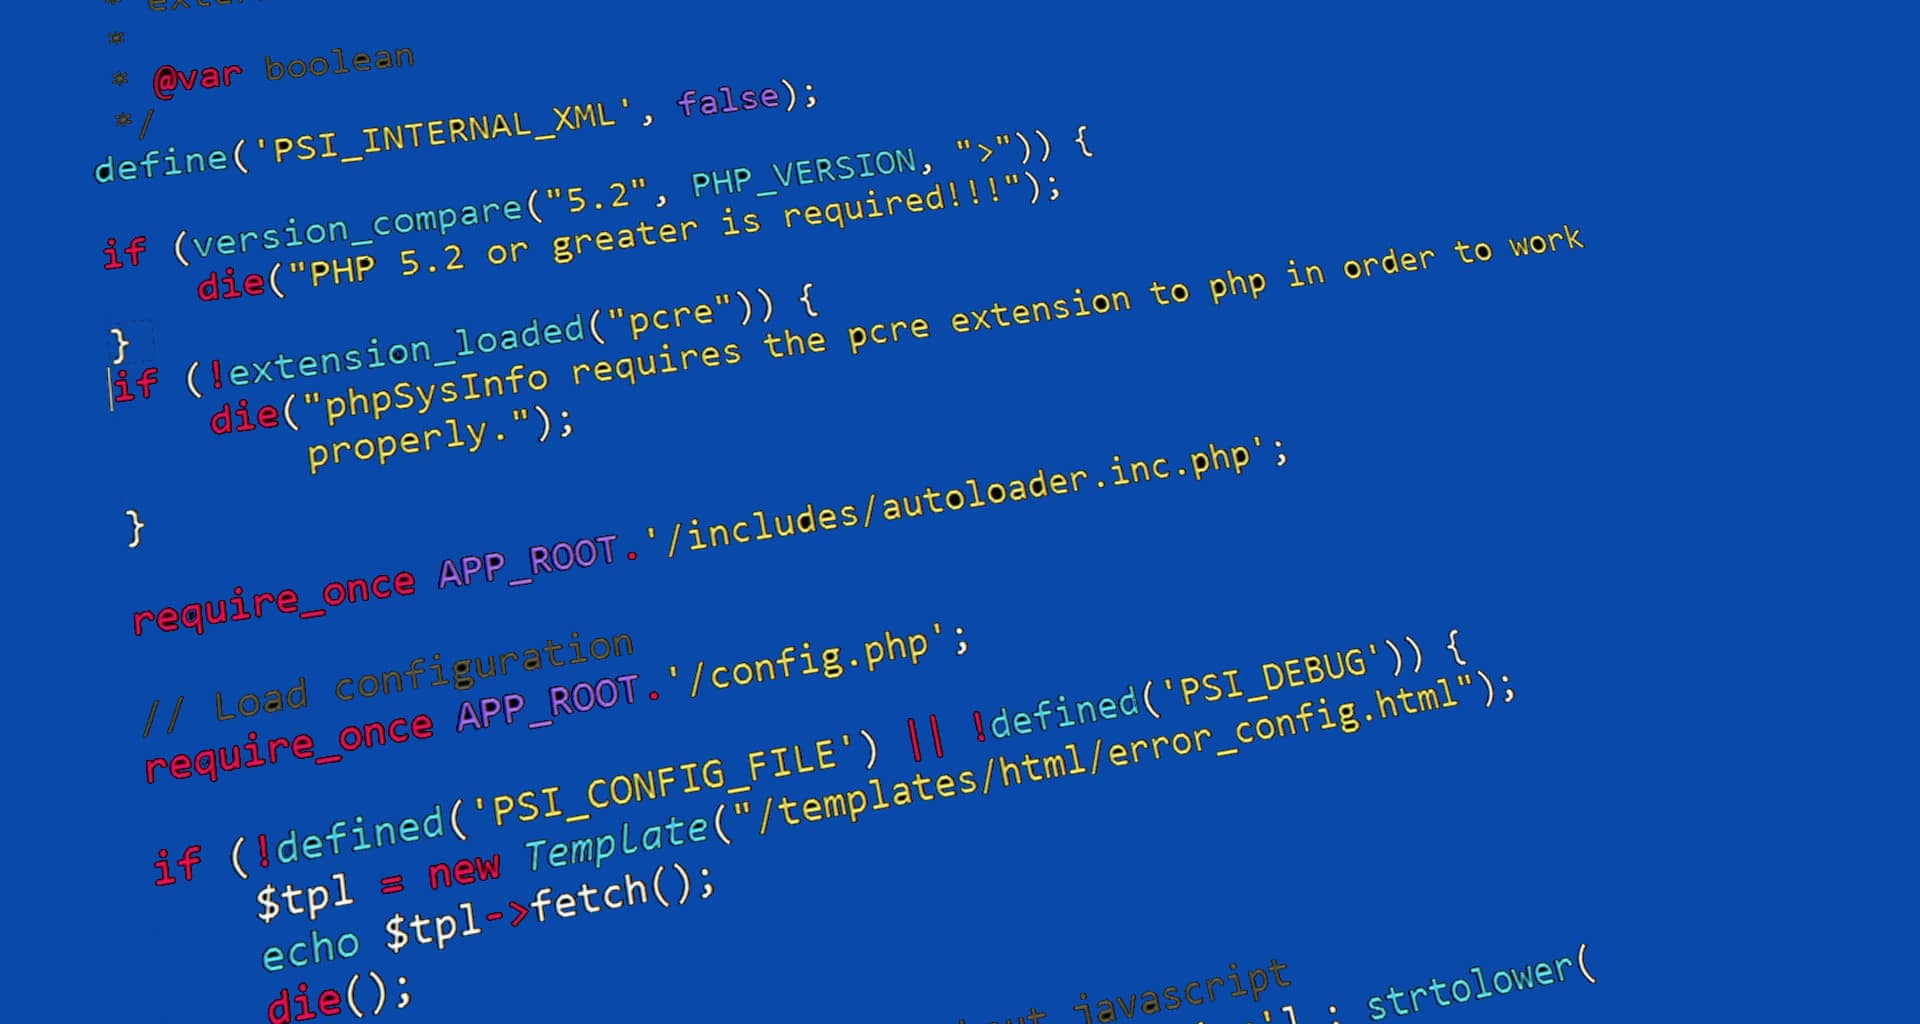 *
* @var boolean
*/
define('PSI_INTERNAL_XML', false);
if (version_compare("5.2", PHP_VERSION, ">")) {
die("PHP 5.2 or greater is required!!!");
}
if (!extension_loaded("pcre")) {
die("phpSysInfo requires the pcre extension to php in order to work
properly.");
}
require_once APP_ROOT.'/includes/autoloader.inc.php';
// Load configuration
require_once APP_ROOT.'/config.php';
if (!defined('PSI_CONFIG_FILE') || !defined('PSI_DEBUG')) {
$tpl = new Template("/templates/html/error_config.html");
echo $tpl->fetch();
die();
javascript
strtolower(